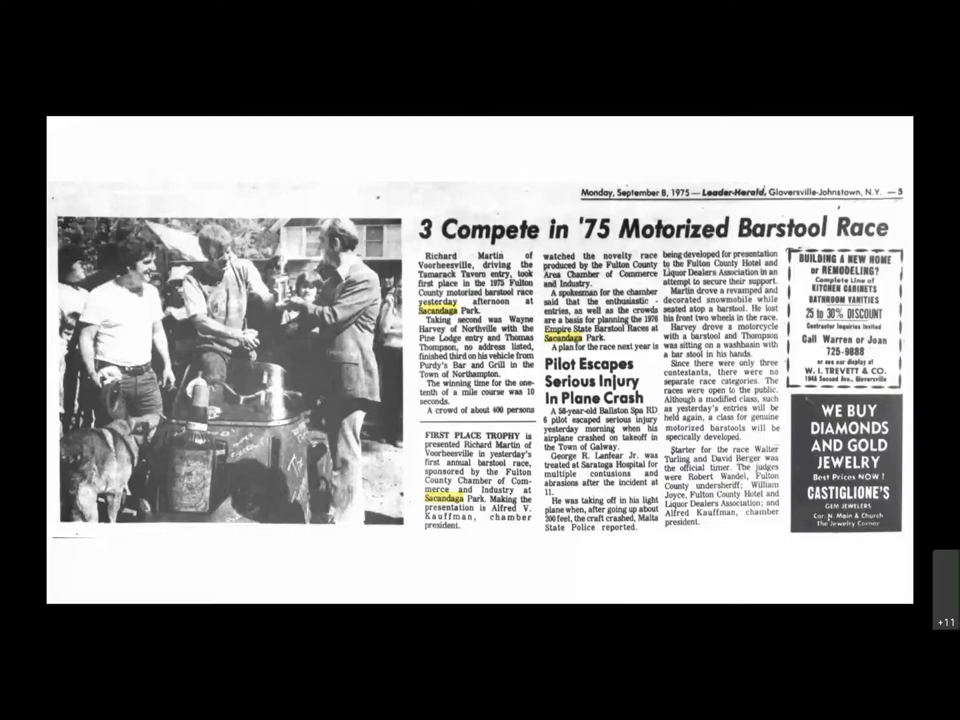 Monday, September 8, 1975 — Leader-Herald, Gloversville-Johnstown, N.Y. — 5
3 Compete in '75 Motorized Barstool Race
Richard Martin of
Voorheesville, driving the
Tamarack Tavern entry, took
first place in the 1975 Fulton
County motorized barstool race
yesterday afternoon at
Sacandaga Park.
Taking second was Wayne
Harvey of Northville with the
Pine Lodge entry and Thomas
Thompson, no address listed,
finished third on his vehicle from
Purdy's Bar and Grill in the
Town of Northampton.
The winning time for the one-
tenth of a mile course was 10
seconds.
A crowd of about 400 persons
FIRST PLACE TROPHY is
presented Richard Martin of
Voorheesville in yesterday's
first annual barstool race,
sponsored by the Fulton
County Chamber of Com-
merce and Industry at
Sacandaga Park. Making the
presentation is Alfred V.
Kauffman, chamber
president.
watched the novelty race
produced by the Fulton County
Area Chamber of Commerce
and Industry.
A spokesman for the chamber
said that the enthusiastic
entries, as well as the crowds
are a basis for planning the 1976
Empire State Barstool Races at
Sacandaga Park.
A plan for the race next year is
Pilot Escapes
Serious Injury
In Plane Crash
A 58-year-old Ballston Spa RD
6 pilot escaped serious injury
yesterday morning when his
airplane crashed on takeoff in
the Town of Galway.
George R. Lanfear Jr. was
treated at Saratoga Hospital for
multiple contusions and
abrasions after the incident at
11.
He was taking off in his light
plane when, after going up about
200 feet, the craft crashed, Malta
State Police reported.
being developed for presentation
to the Fulton County Hotel and
Liquor Dealers Association in an
attempt to secure their support.
Martin drove a revamped and
decorated snowmobile while
seated atop a barstool. He lost
his front two wheels in the race.
Harvey drove a motorcycle
with a barstool and Thompson
was sitting on a washbasin with
a bar stool in his hands.
Since there were only three
contestants, there were no
separate race categories. The
races were open to the public.
Although a modified class, such
as yesterday's entries will be
held again, a class for genuine
motorized barstools will be
specially developed.
Starter for the race Walter
Turling and David Berger was
the official timer. The judges
were Robert Wandel, Fulton
County undersheriff; William
Joyce, Fulton County Hotel and
Liquor Dealers Association; and
Alfred Kauffman, chamber
president.
BUILDING A NEW HOME
or REMODELING?
Complete Line of
KITCHEN CABINETS
BATHROOM VANITIES
25 to 30% DISCOUNT
Contractor Inquiries Invited
Call Warren or Joan
725-9888
or see our display at
W. I. TREVETT & CO.
Second Ave., Gloversville
WE BUY
DIAMONDS
AND GOLD
JEWELRY
Best Prices NOW!
CASTIGLIONE'S
GEM JEWELERS
Cor. N. Main & Church
The Jewelry Corner
+11